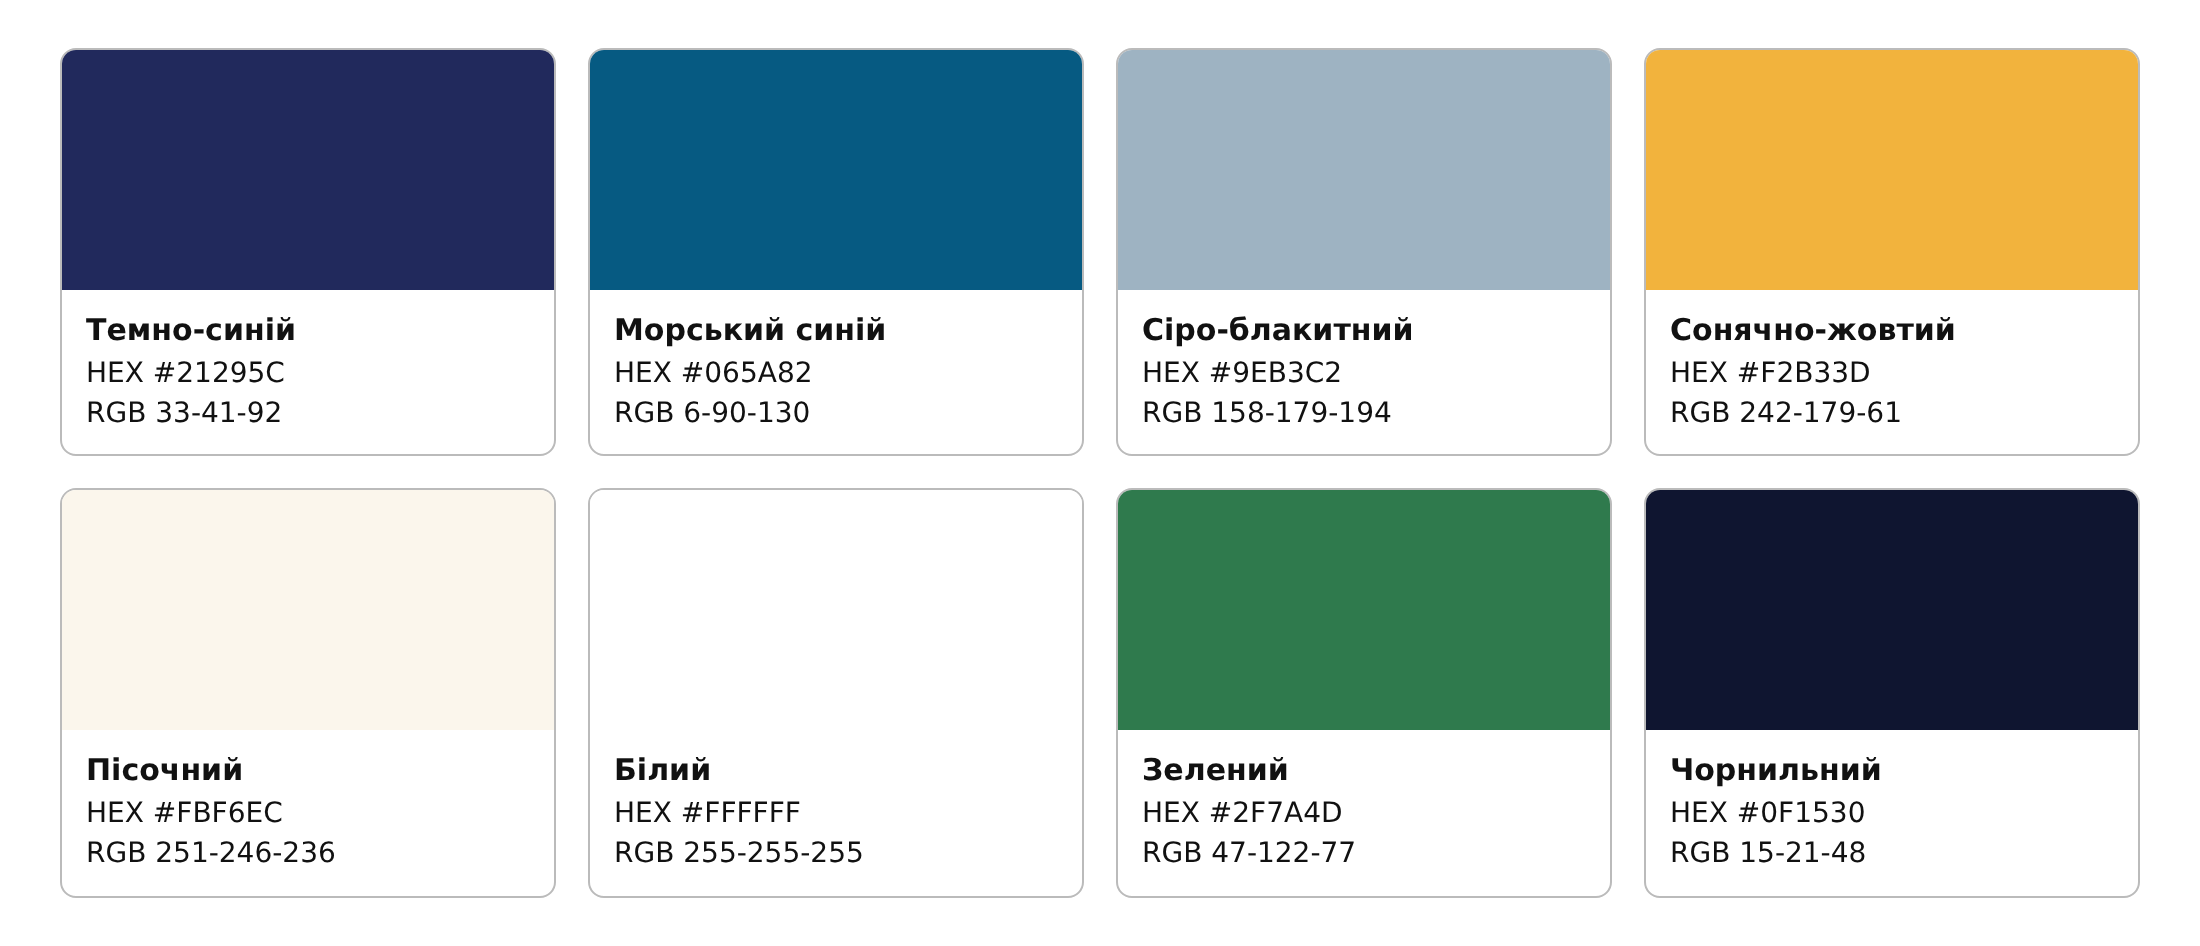 Темно-синій
HEX #21295C
RGB 33-41-92
Морський синій
HEX #065A82
RGB 6-90-130
Сіро-блакитний
HEX #9EB3C2
RGB 158-179-194
Сонячно-жовтий
HEX #F2B33D
RGB 242-179-61
Пісочний
HEX #FBF6EC
RGB 251-246-236
Білий
HEX #FFFFFF
RGB 255-255-255
Зелений
HEX #2F7A4D
RGB 47-122-77
Чорнильний
HEX #0F1530
RGB 15-21-48